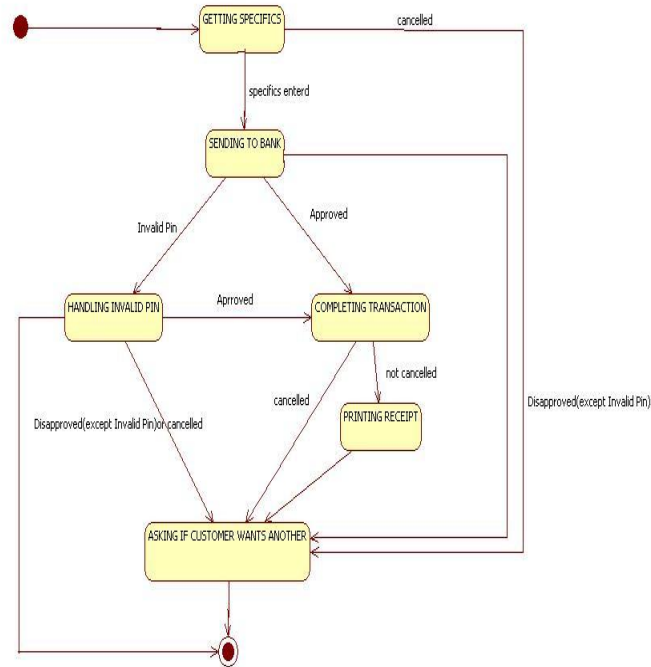 GETTING SPECIFICS
cancelled
specifics enterd
SENDING TO BANK
Invalid Pin
Approved
HANDLING INVALID PIN
Aprroved
COMPLETING TRANSACTION
not cancelled
cancelled
Disapproved(except Invalid Pin)
PRINTING RECEIPT
Disapproved(except Invalid Pin)or cancelled
ASKING IF CUSTOMER WANTS ANOTHER